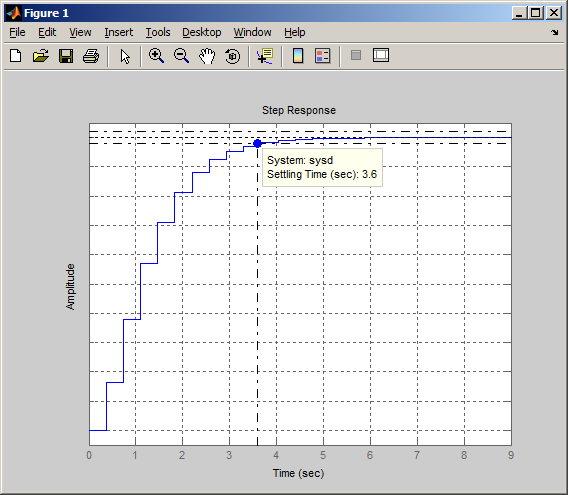 Figure 1
File Edit View Insert Tools Desktop Window Help
Step Response
System: sysd
Settling Time (sec): 3.6
Amplitude
0 1 2 3 4 5 6 7 8 9
Time (sec)